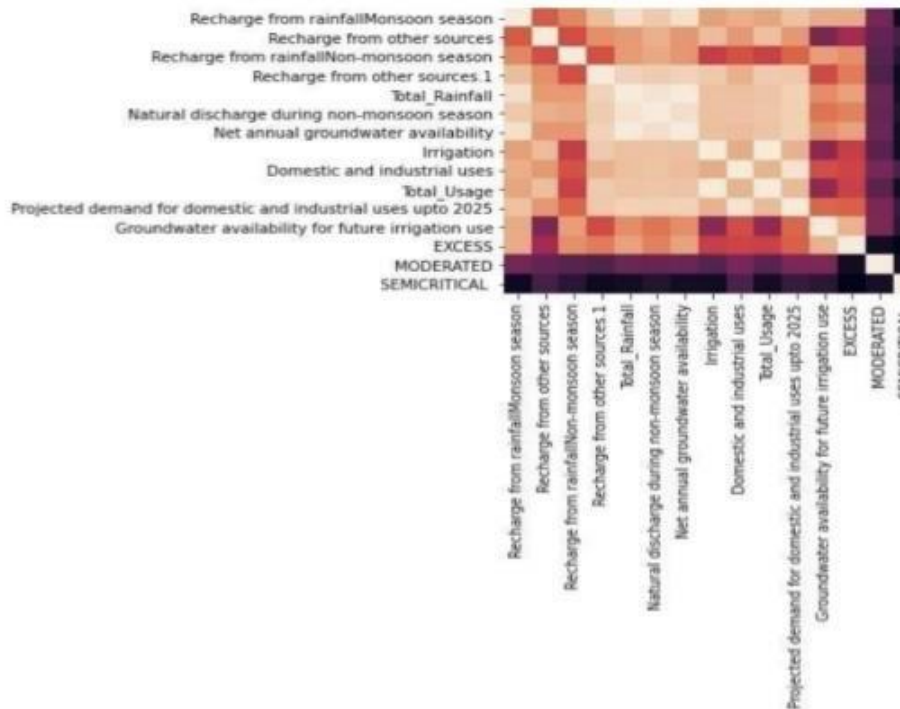 Recharge from rainfallMonsoon season
Recharge from other sources
Recharge from rainfallNon-monsoon season
Recharge from other sources.1
Total_Rainfall
Natural discharge during non-monsoon season
Net annual groundwater availability
Irrigation
Domestic and industrial uses
Total_Usage
Projected demand for domestic and industrial uses upto 2025
Groundwater availability for future irrigation use
EXCESS
MODERATED
SEMICRITICAL
Recharge from rainfallMonsoon season
Recharge from other sources
Recharge from rainfallNon-monsoon season
Recharge from other sources.1
Total_Rainfall
Natural discharge during non-monsoon season
Net annual groundwater availability
Irrigation
Domestic and industrial uses
Total_Usage
Projected demand for domestic and industrial uses upto 2025
Groundwater availability for future irrigation use
EXCESS
MODERATED